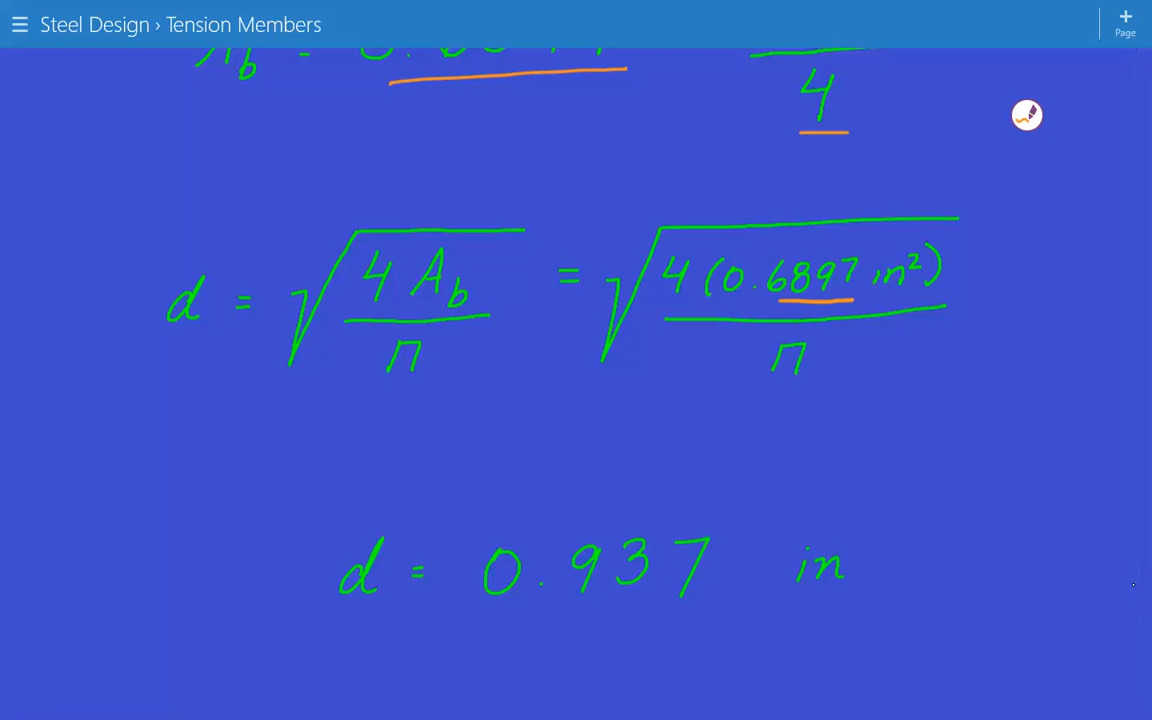 Steel Design › Tension Members
Page
4
d = √(4 A_b / π) = √(4 (0.6897 in²) / π)
d = 0.937 in